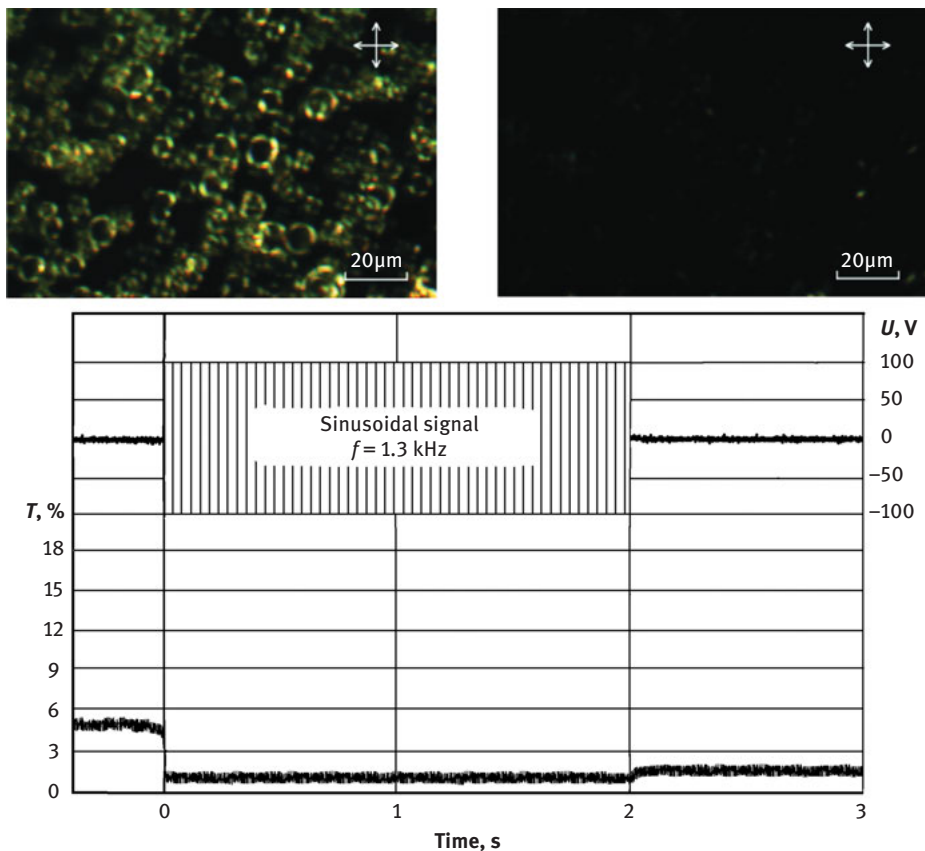 20µm
20µm
U, V
100
50
0
−50
−100
Sinusoidal signal
f = 1.3 kHz
T, %
18
15
12
9
6
3
0
0
1
2
3
Time, s